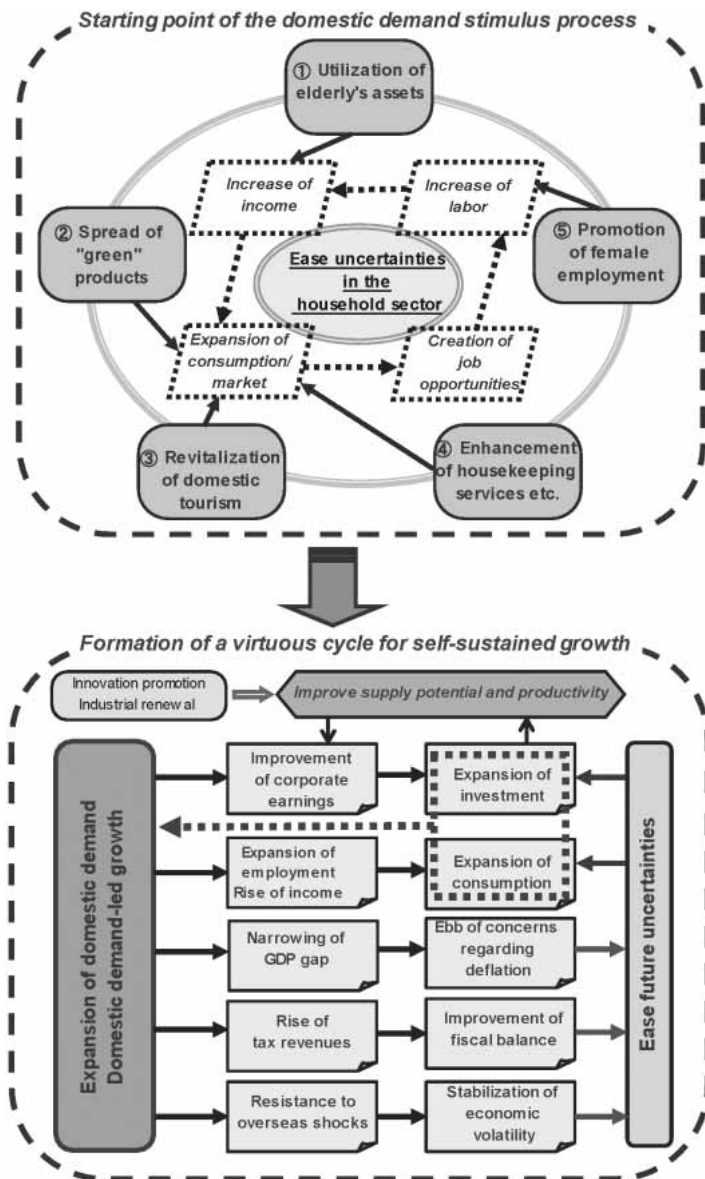 Starting point of the domestic demand stimulus process
① Utilization of
elderly's assets
Increase of
income
Increase of
labor
② Spread of
"green"
products
Ease uncertainties
in the
household sector
⑤ Promotion
of female
employment
Expansion of
consumption/
market
Creation of
job
opportunities
③ Revitalization
of domestic
tourism
④ Enhancement
of housekeeping
services etc.
Formation of a virtuous cycle for self-sustained growth
Innovation promotion
Industrial renewal
Improve supply potential and productivity
Expansion of domestic demand
Domestic demand-led growth
Improvement
of corporate
earnings
Expansion of
investment
Expansion of
employment
Rise of income
Expansion of
consumption
Narrowing of
GDP gap
Ebb of concerns
regarding
deflation
Rise of
tax revenues
Improvement of
fiscal balance
Resistance to
overseas shocks
Stabilization of
economic
volatility
Ease future uncertainties